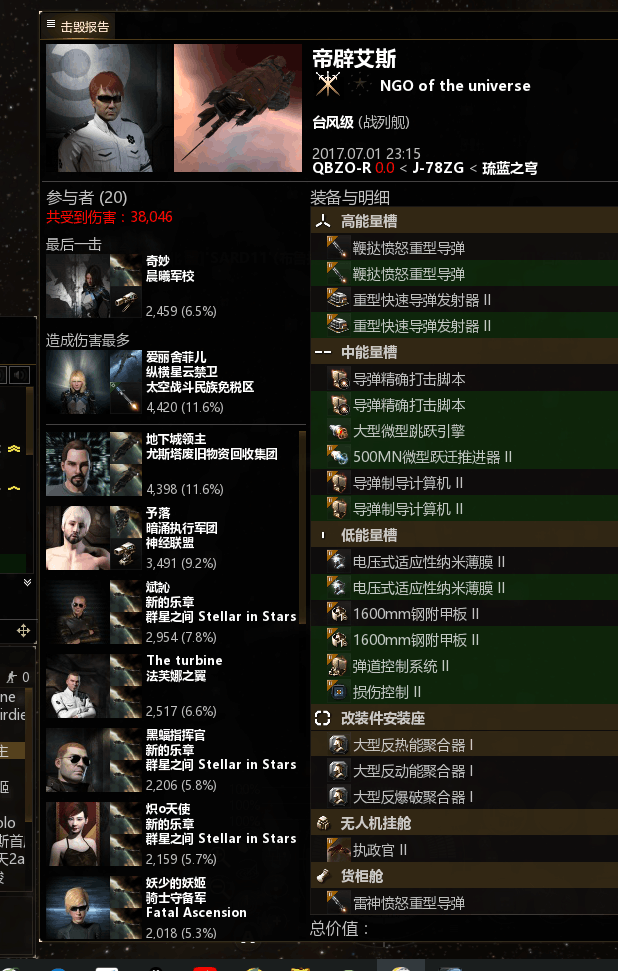 击毁报告
帝辟艾斯
NGO of the universe
台风级 (战列舰)
2017.07.01 23:15
QBZO-R 0.0 < J-78ZG < 琉蓝之穹
参与者 (20)
共受到伤害：38,046
最后一击
奇妙
晨曦军校
2,459 (6.5%)
造成伤害最多
爱丽舍菲儿
纵横星云禁卫
太空战斗民族免税区
4,420 (11.6%)
地下城领主
尤斯塔废旧物资回收集团
4,398 (11.6%)
予落
暗涌执行军团
神经联盟
3,491 (9.2%)
斌訫
新的乐章
群星之间 Stellar in Stars
2,954 (7.8%)
The turbine
法芙娜之翼
2,517 (6.6%)
黑蝠指挥官
新的乐章
群星之间 Stellar in Stars
2,206 (5.8%)
炽o天使
新的乐章
群星之间 Stellar in Stars
2,159 (5.7%)
妖少的妖姬
骑士守备军
Fatal Ascension
2,018 (5.3%)
装备与明细
高能量槽
鞭挞愤怒重型导弹
鞭挞愤怒重型导弹
重型快速导弹发射器 II
重型快速导弹发射器 II
中能量槽
导弹精确打击脚本
导弹精确打击脚本
大型微型跳跃引擎
500MN微型跃迁推进器 II
导弹制导计算机 II
导弹制导计算机 II
低能量槽
电压式适应性纳米薄膜 II
电压式适应性纳米薄膜 II
1600mm钢附甲板 II
1600mm钢附甲板 II
弹道控制系统 II
损伤控制 II
改装件安装座
大型反热能聚合器 I
大型反动能聚合器 I
大型反爆破聚合器 I
无人机挂舱
执政官 II
货柜舱
雷神愤怒重型导弹
总价值：
0
ne
irdie
主
姬
olo
斯首
天2a